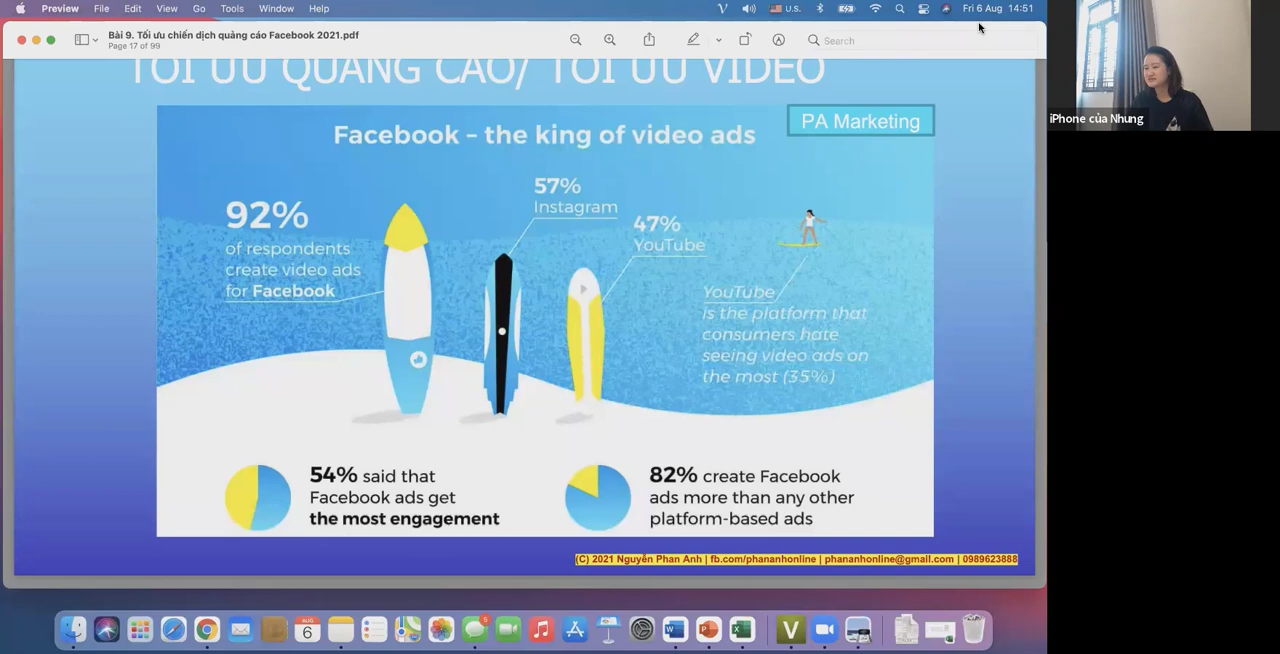 Preview File Edit View Go Tools Window Help
U.S.
Fri 6 Aug 14:51
Bài 9. Tối ưu chiến dịch quảng cáo Facebook 2021.pdf
Page 17 of 99
Search
iPhone của Nhung
TỐI ƯU QUẢNG CÁO/ TỐI ƯU VIDEO
PA Marketing
Facebook – the king of video ads
92%
of respondents
create video ads
for Facebook
57%
Instagram
47%
YouTube
YouTube
is the platform that
consumers hate
seeing video ads on
the most (35%)
54% said that
Facebook ads get
the most engagement
82% create Facebook
ads more than any other
platform-based ads
(C) 2021 Nguyễn Phan Anh | fb.com/phananhonline | phananhonline@gmail.com | 0989623888
AUG
6
5